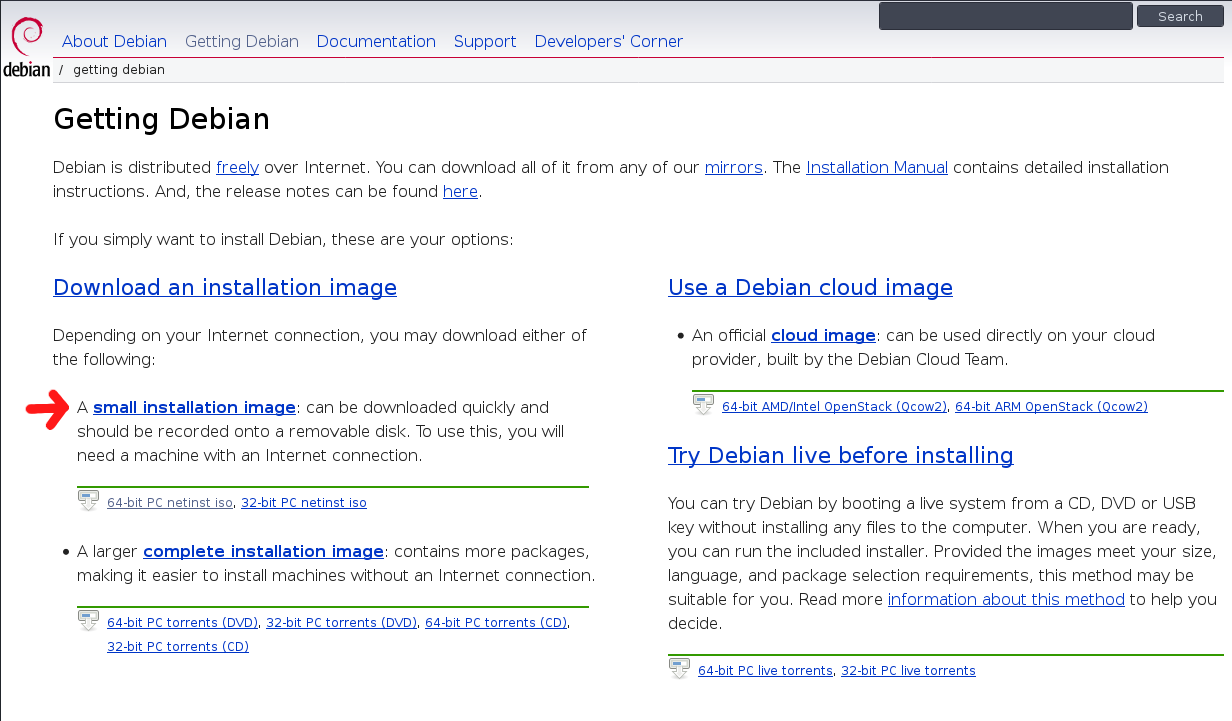 Search
debian
About Debian Getting Debian Documentation Support Developers' Corner
/ getting debian
Getting Debian
Debian is distributed freely over Internet. You can download all of it from any of our mirrors. The Installation Manual contains detailed installation
instructions. And, the release notes can be found here.
If you simply want to install Debian, these are your options:
Download an installation image
Depending on your Internet connection, you may download either of
the following:
A small installation image: can be downloaded quickly and
should be recorded onto a removable disk. To use this, you will
need a machine with an Internet connection.
64-bit PC netinst iso, 32-bit PC netinst iso
• A larger complete installation image: contains more packages,
making it easier to install machines without an Internet connection.
64-bit PC torrents (DVD), 32-bit PC torrents (DVD), 64-bit PC torrents (CD),
32-bit PC torrents (CD)
Use a Debian cloud image
• An official cloud image: can be used directly on your cloud
provider, built by the Debian Cloud Team.
64-bit AMD/Intel OpenStack (Qcow2), 64-bit ARM OpenStack (Qcow2)
Try Debian live before installing
You can try Debian by booting a live system from a CD, DVD or USB
key without installing any files to the computer. When you are ready,
you can run the included installer. Provided the images meet your size,
language, and package selection requirements, this method may be
suitable for you. Read more information about this method to help you
decide.
64-bit PC live torrents, 32-bit PC live torrents